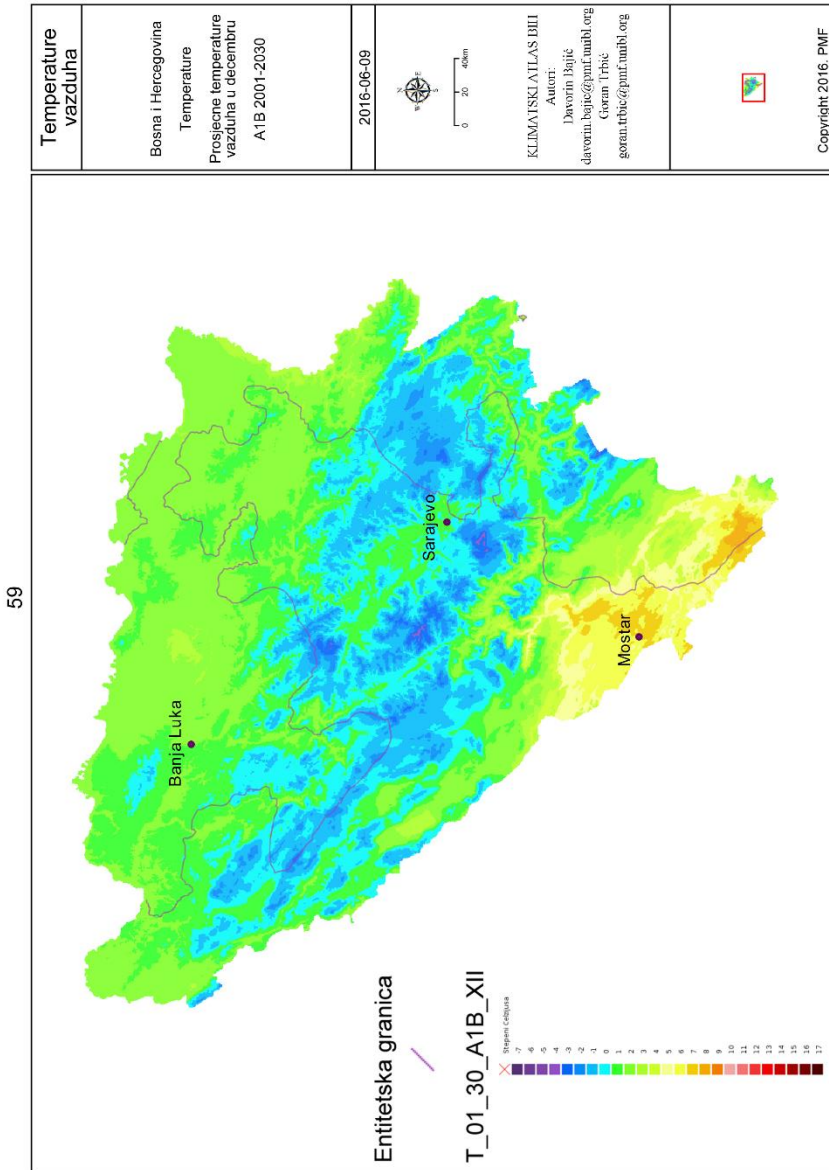 59
Temperature
vazduha
Bosna i Hercegovina
Temperature
Prosjecne temperature
vazduha u decembru
A1B 2001-2030
2016-06-09
N
E
S
0 20 40km
KLIMATSKI ATLAS BIH
Autori:
Davorin Bajić
davorin.bajic@pmf.unibl.org
Goran Trbić
goran.trbic@pmf.unibl.org
Copyright 2016. PMF
Banja Luka
Sarajevo
Mostar
Entitetska granica
T_01_30_A1B_XII
Stepeni Celzijusa
-7
-6
-5
-4
-3
-2
-1
0
1
2
3
4
5
6
7
8
9
10
11
12
13
14
15
16
17